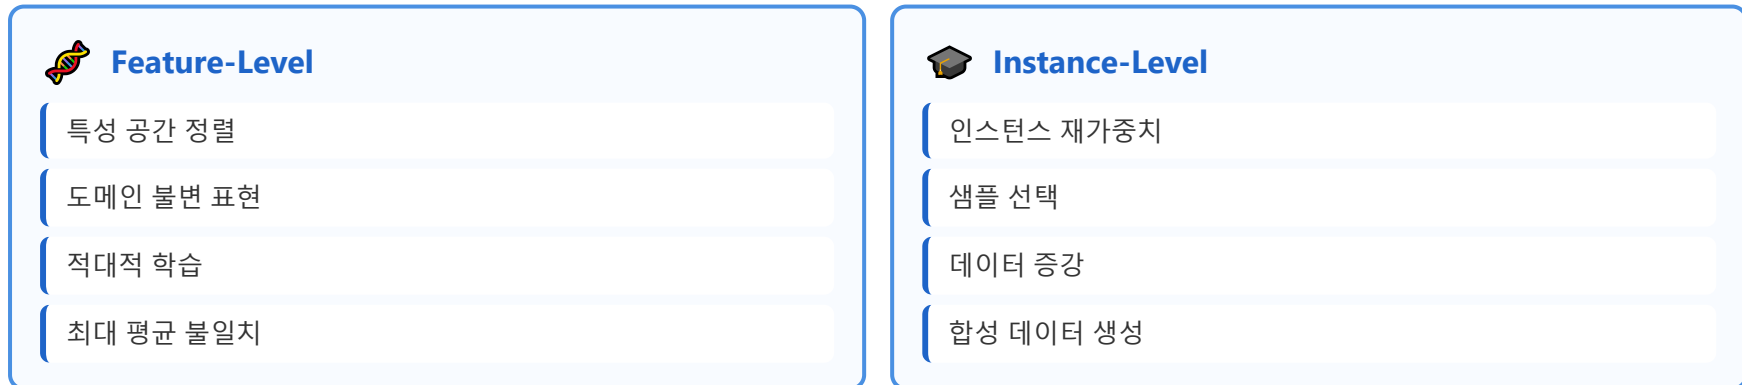 Feature-Level
특성 공간 정렬
도메인 불변 표현
적대적 학습
최대 평균 불일치
Instance-Level
인스턴스 재가중치
샘플 선택
데이터 증강
합성 데이터 생성